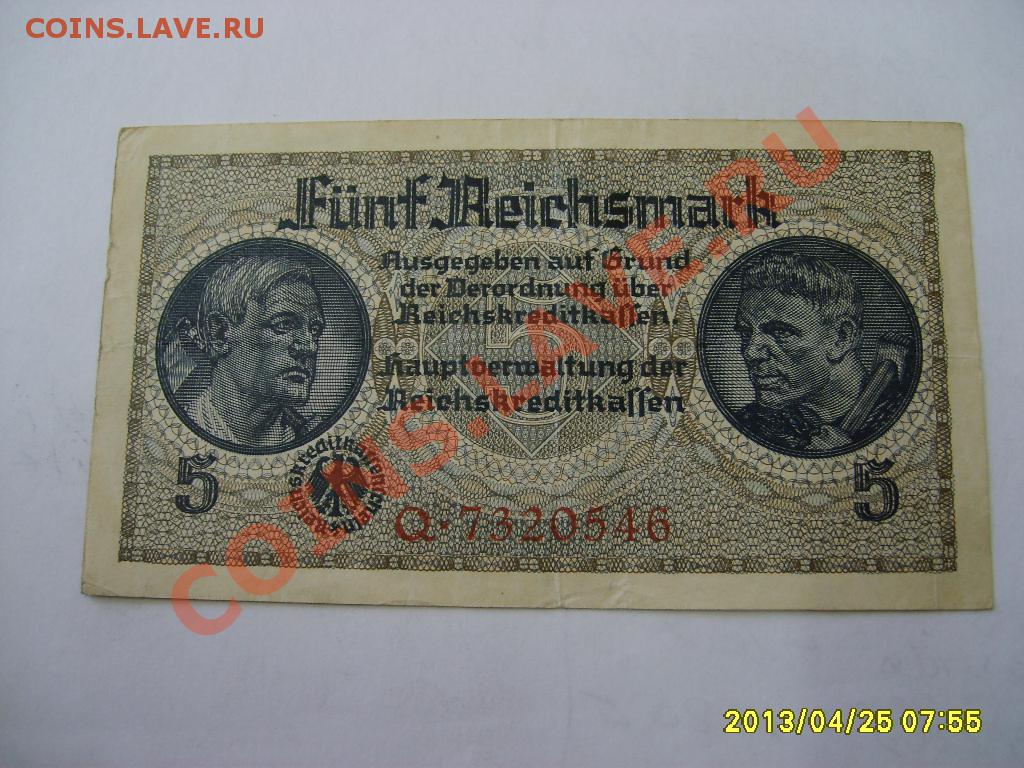 COINS.LAVE.RU
Fünf Reichsmark
Ausgegeben auf Grund
der Verordnung über
Reichskreditkassen.
Hauptverwaltung der
Reichskreditkassen
5
5
5
Q·7320546
COINS.LAVE.RU
2013/04/25 07:55